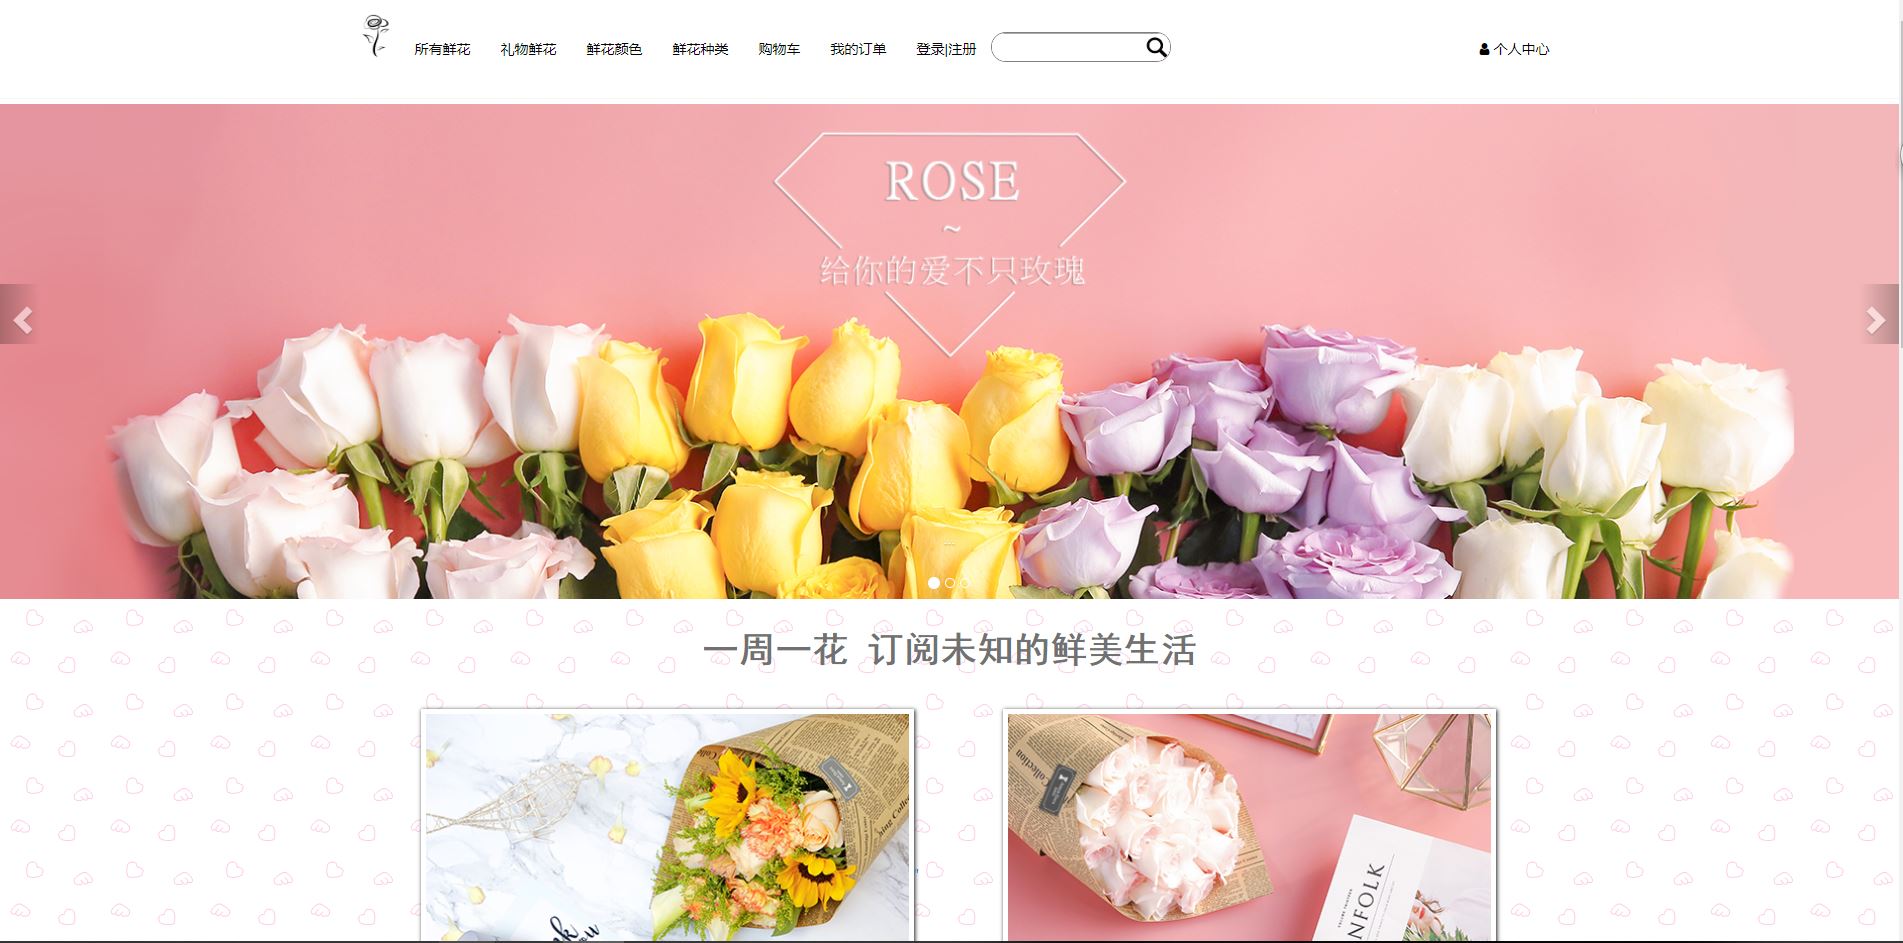 所有鲜花 礼物鲜花 鲜花颜色 鲜花种类 购物车 我的订单 登录|注册 个人中心
ROSE
~
给你的爱不只玫瑰
一周一花 订阅未知的鲜美生活
NFOLK